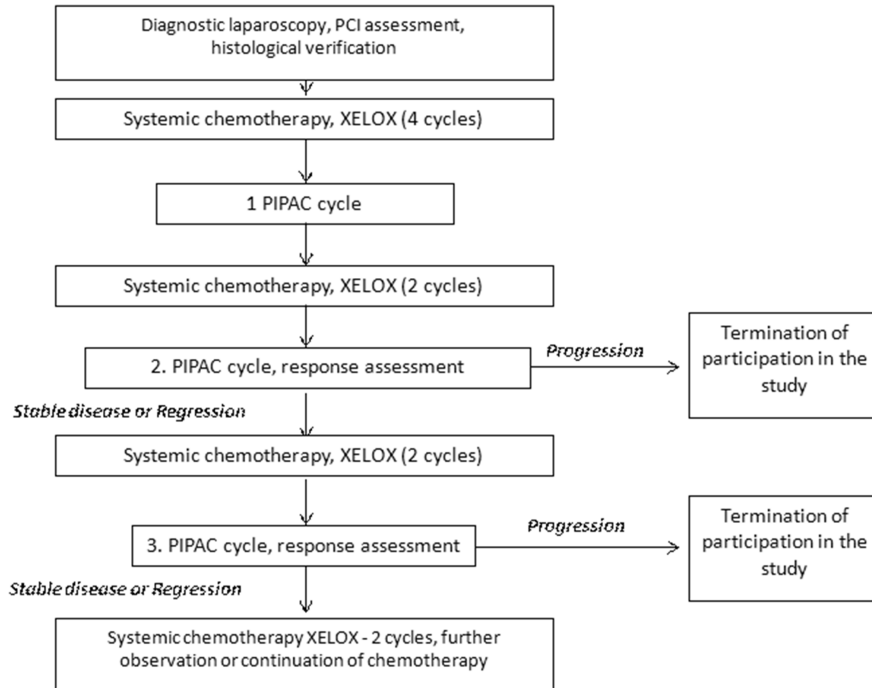 Diagnostic laparoscopy, PCI assessment,
histological verification
Systemic chemotherapy, XELOX (4 cycles)
1 PIPAC cycle
Systemic chemotherapy, XELOX (2 cycles)
2. PIPAC cycle, response assessment
Progression
Termination of
participation in the
study
Stable disease or Regression
Systemic chemotherapy, XELOX (2 cycles)
3. PIPAC cycle, response assessment
Progression
Termination of
participation in the
study
Stable disease or Regression
Systemic chemotherapy XELOX - 2 cycles, further
observation or continuation of chemotherapy